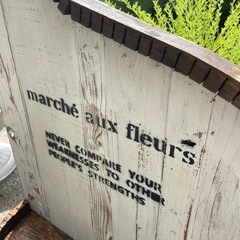 marché aux fleurs
NEVER COMPARE YOUR
WEAKNESSES TO OTHER
PEOPLE'S STRENGTHS